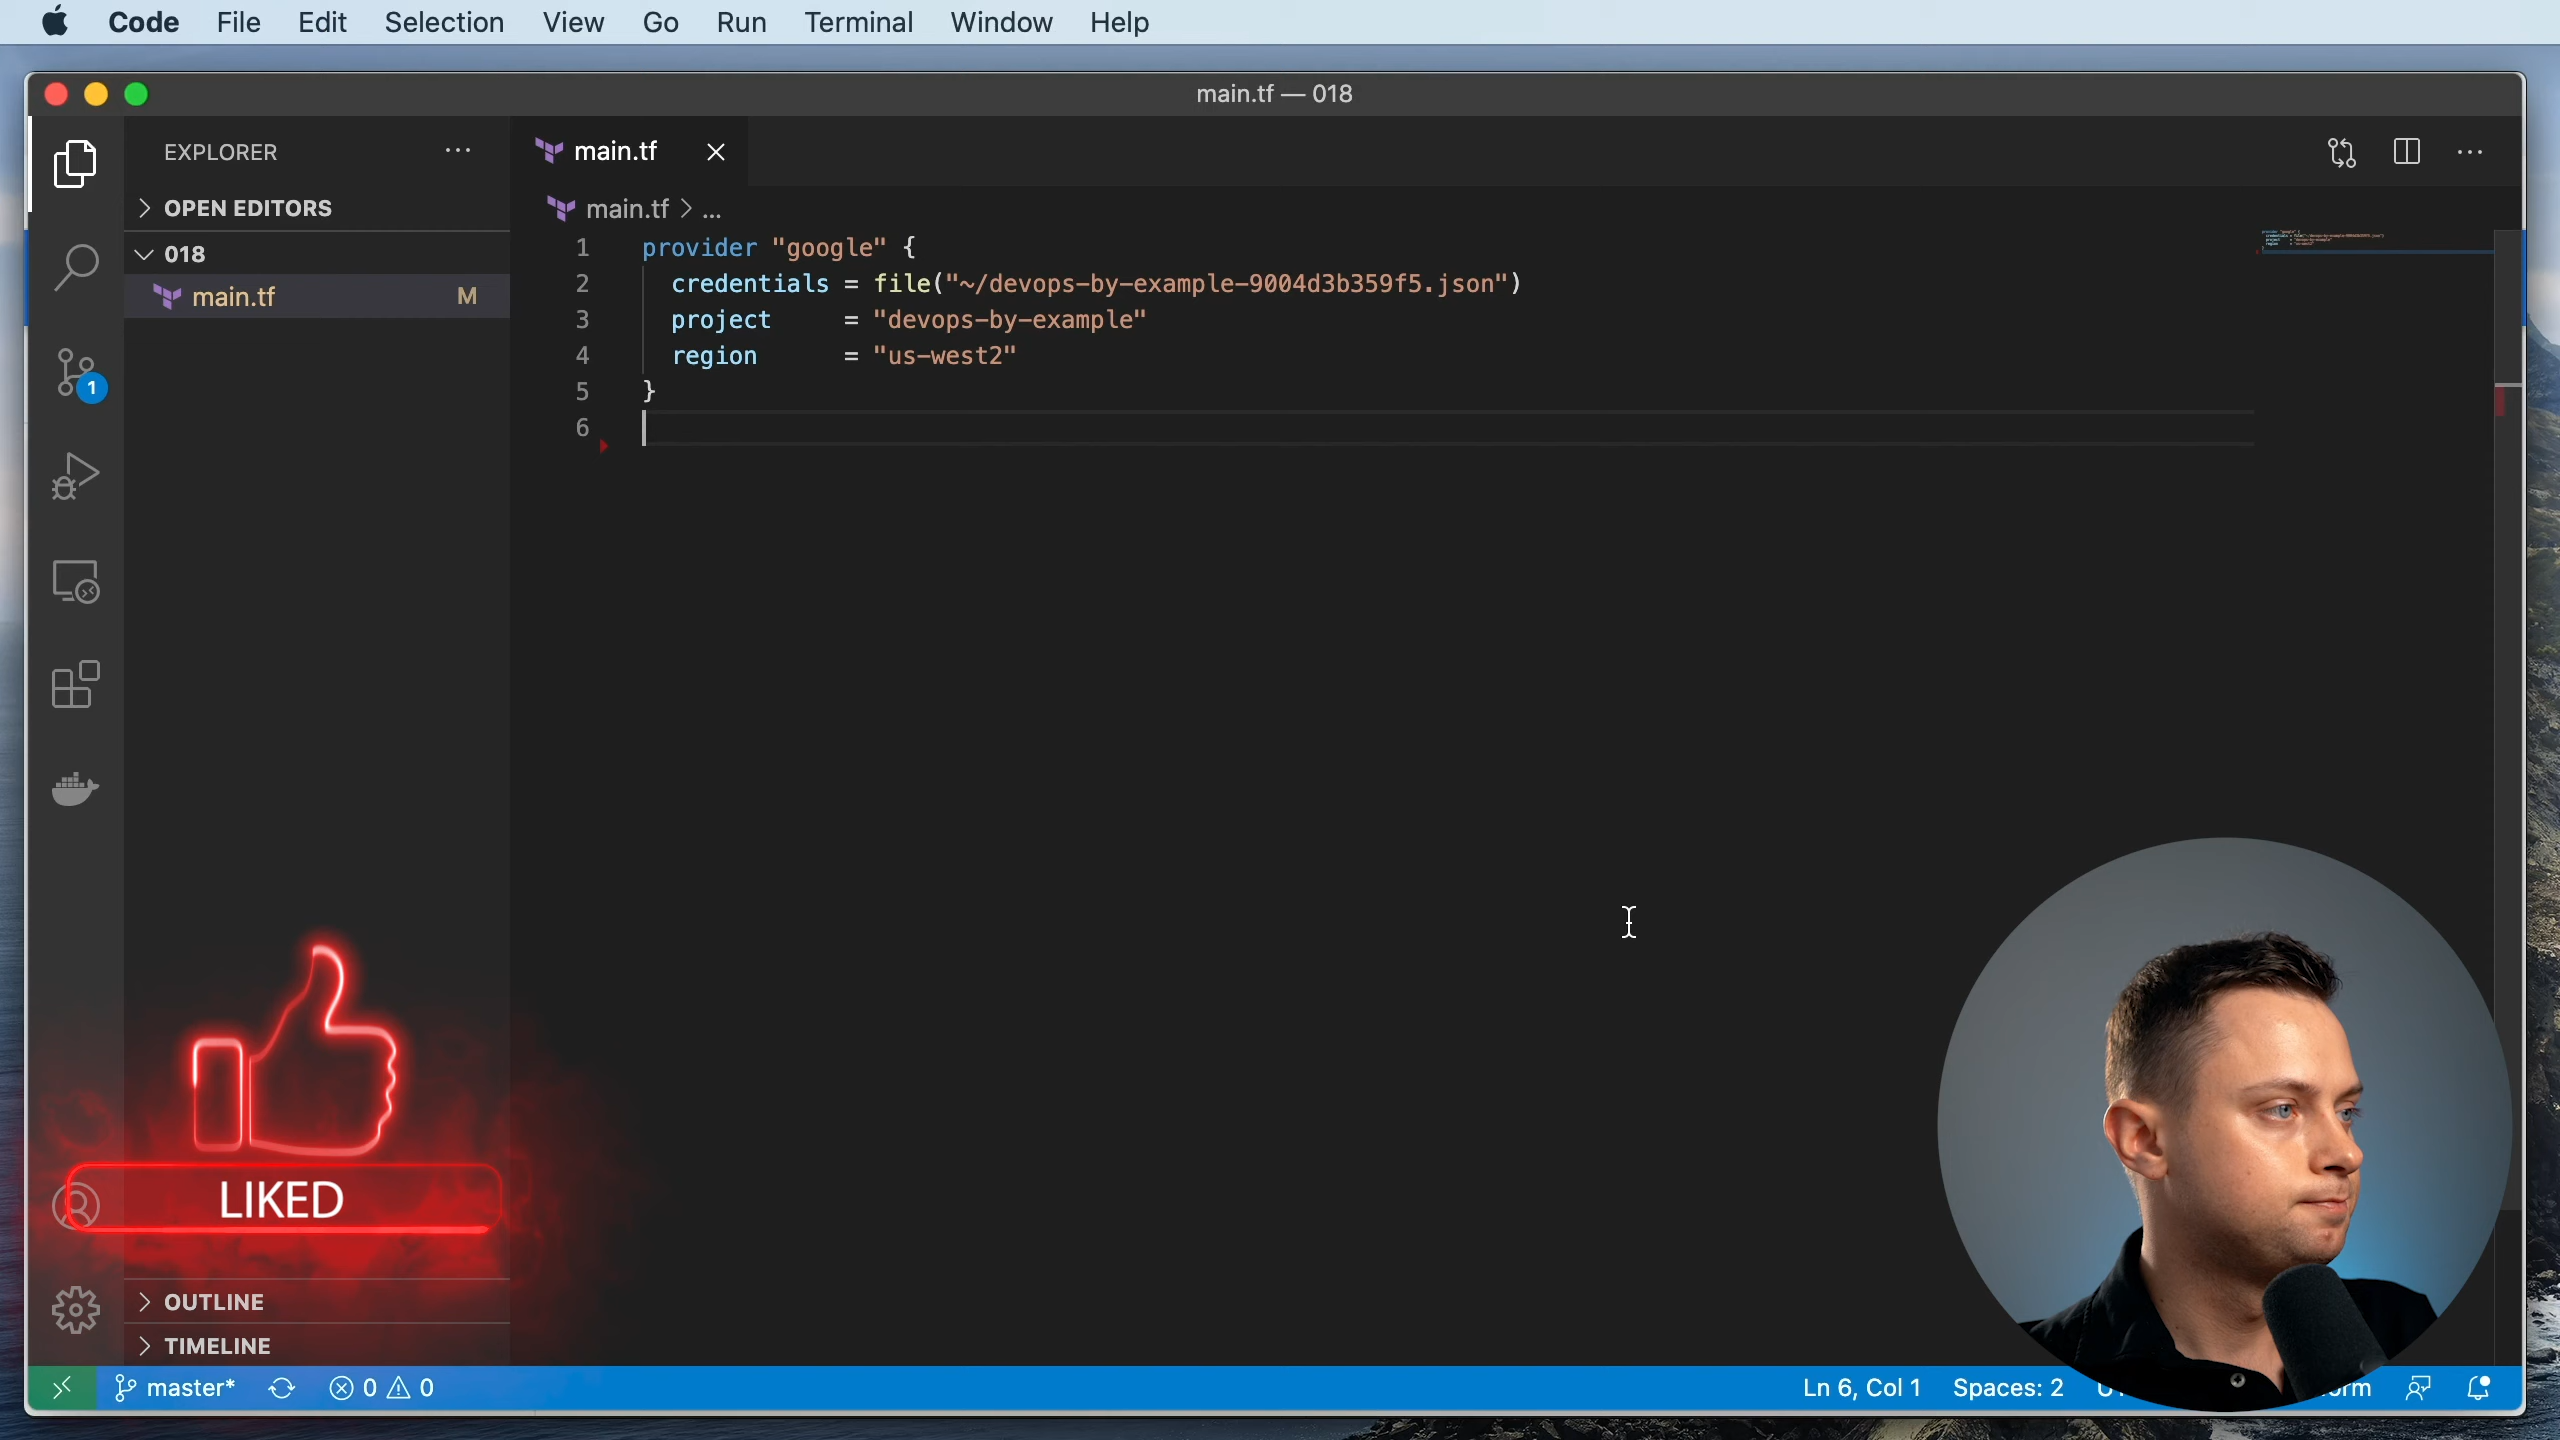 Code File Edit Selection View Go Run Terminal Window Help
main.tf — 018
EXPLORER
main.tf
OPEN EDITORS
main.tf > ...
018
main.tf M
1 provider "google" {
2 credentials = file("~/devops-by-example-9004d3b359f5.json")
3 project = "devops-by-example"
4 region = "us-west2"
5 }
6
1
LIKED
OUTLINE
TIMELINE
master* 0 0 Ln 6, Col 1 Spaces: 2